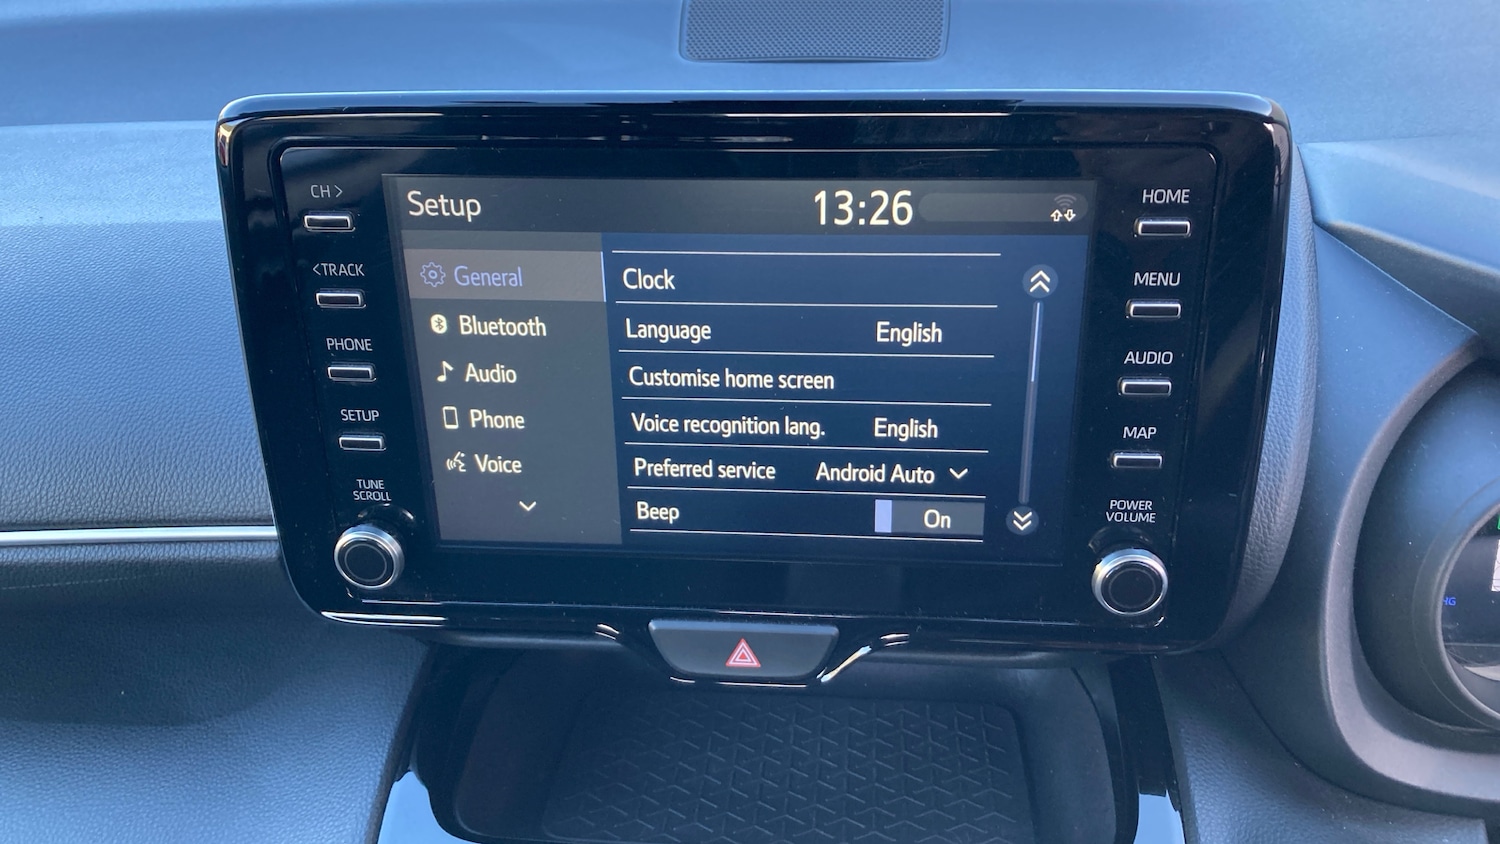 CH >
<TRACK
PHONE
SETUP
TUNE
SCROLL
Setup
13:26
General
Bluetooth
Audio
Phone
Voice
Clock
Language English
Customise home screen
Voice recognition lang. English
Preferred service Android Auto
Beep On
HOME
MENU
AUDIO
MAP
POWER
VOLUME